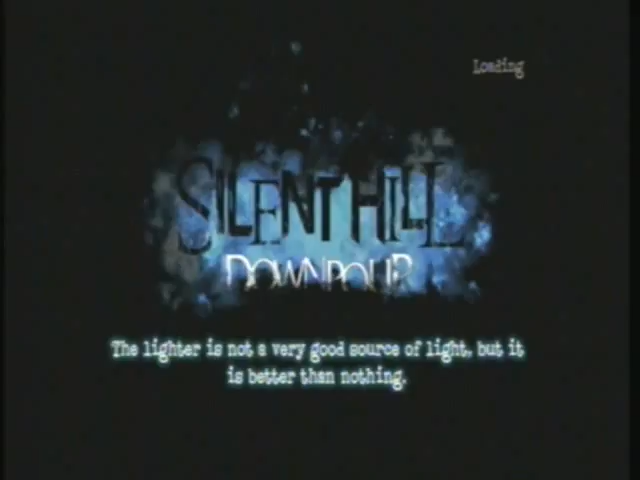 Loading
SILENT HILL
DOWNPOUR
The lighter is not a very good source of light, but it
is better than nothing.